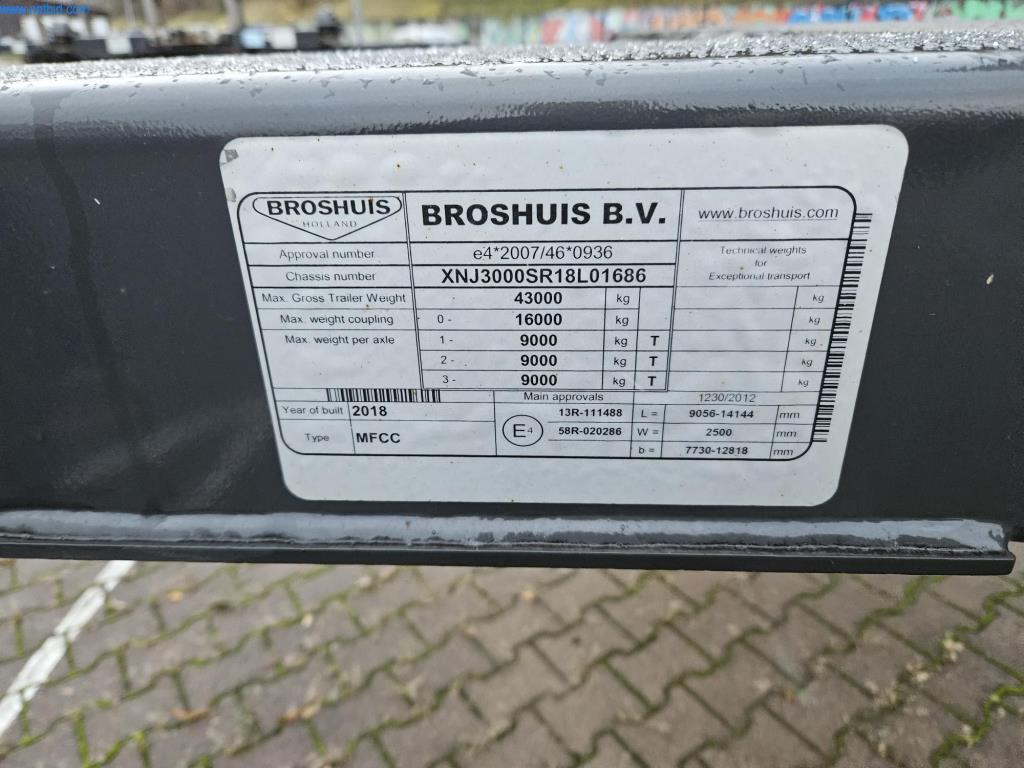 BROSHUIS
HOLLAND
BROSHUIS B.V.
www.broshuis.com
Approval number e4*2007/46*0936
Chassis number XNJ3000SR18L01686
Technical weights
for
Exceptional transport
Max. Gross Trailer Weight 43000 kg kg
Max. weight coupling 0 - 16000 kg kg
Max. weight per axle 1 - 9000 kg T kg
2 - 9000 kg T kg
3 - 9000 kg T kg
Main approvals 1230/2012
Year of built 2018 13R-111488 L = 9056-14144 mm
E4 58R-020286 W = 2500 mm
Type MFCC b = 7730-12818 mm